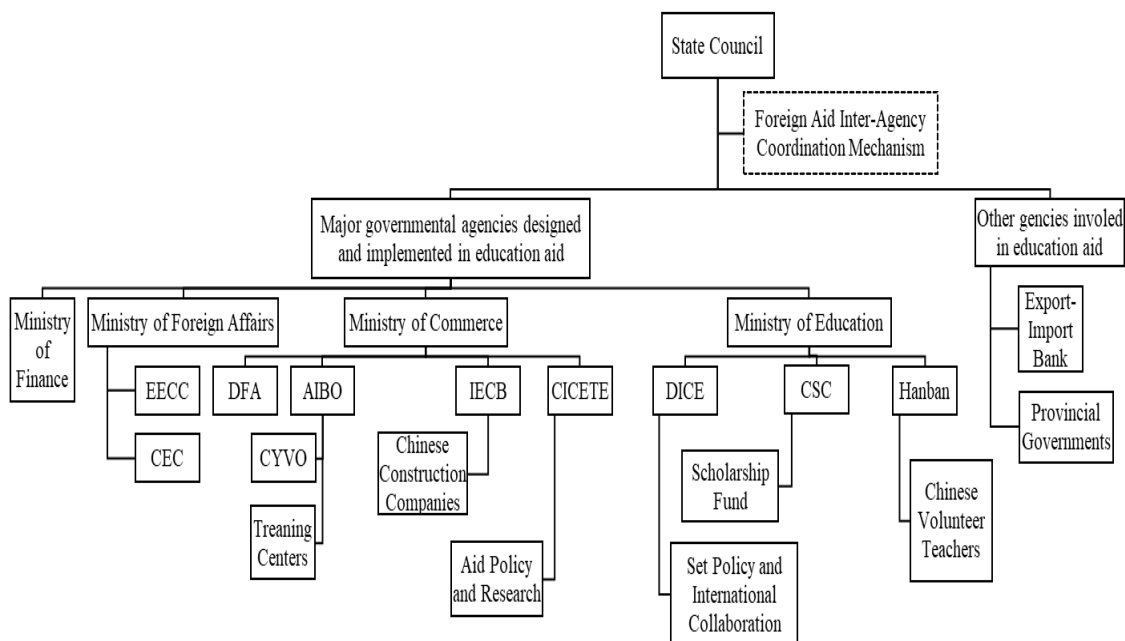 State Council
Foreign Aid Inter-Agency
Coordination Mechanism
Major governmental agencies designed
and implemented in education aid
Other gencies involed
in education aid
Ministry
of
Finance
Ministry of Foreign Affairs
Ministry of Commerce
Ministry of Education
Export-
Import
Bank
EECC
DFA
AIBO
IECB
CICETE
DICE
CSC
Hanban
Provincial
Governments
CEC
CYVO
Chinese
Construction
Companies
Scholarship
Fund
Chinese
Volunteer
Teachers
Treaning
Centers
Aid Policy
and Research
Set Policy and
International
Collaboration